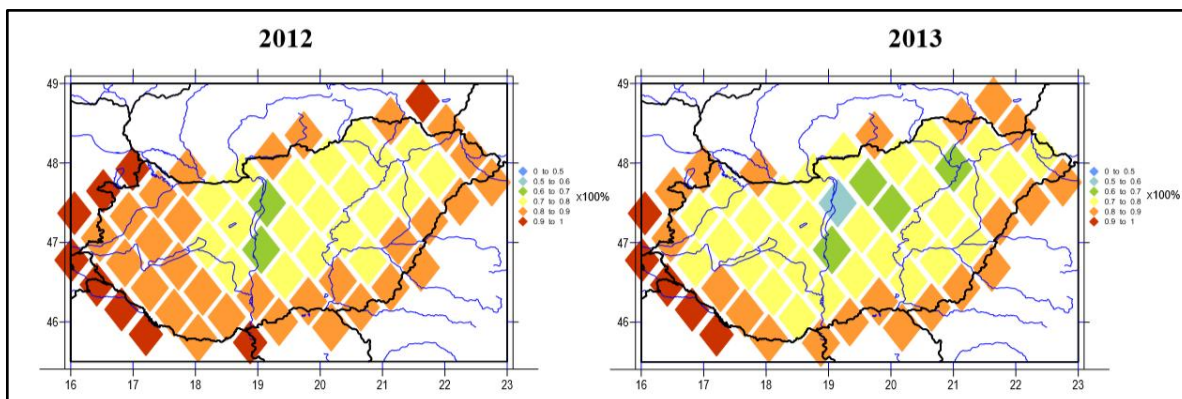 2012
2013
49
48
47
46
16 17 18 19 20 21 22 23
0 to 0.5
0.5 to 0.6
0.6 to 0.7
0.7 to 0.8
0.8 to 0.9
0.9 to 1
x100%
49
48
47
46
16 17 18 19 20 21 22 23
0 to 0.5
0.5 to 0.6
0.6 to 0.7
0.7 to 0.8
0.8 to 0.9
0.9 to 1
x100%